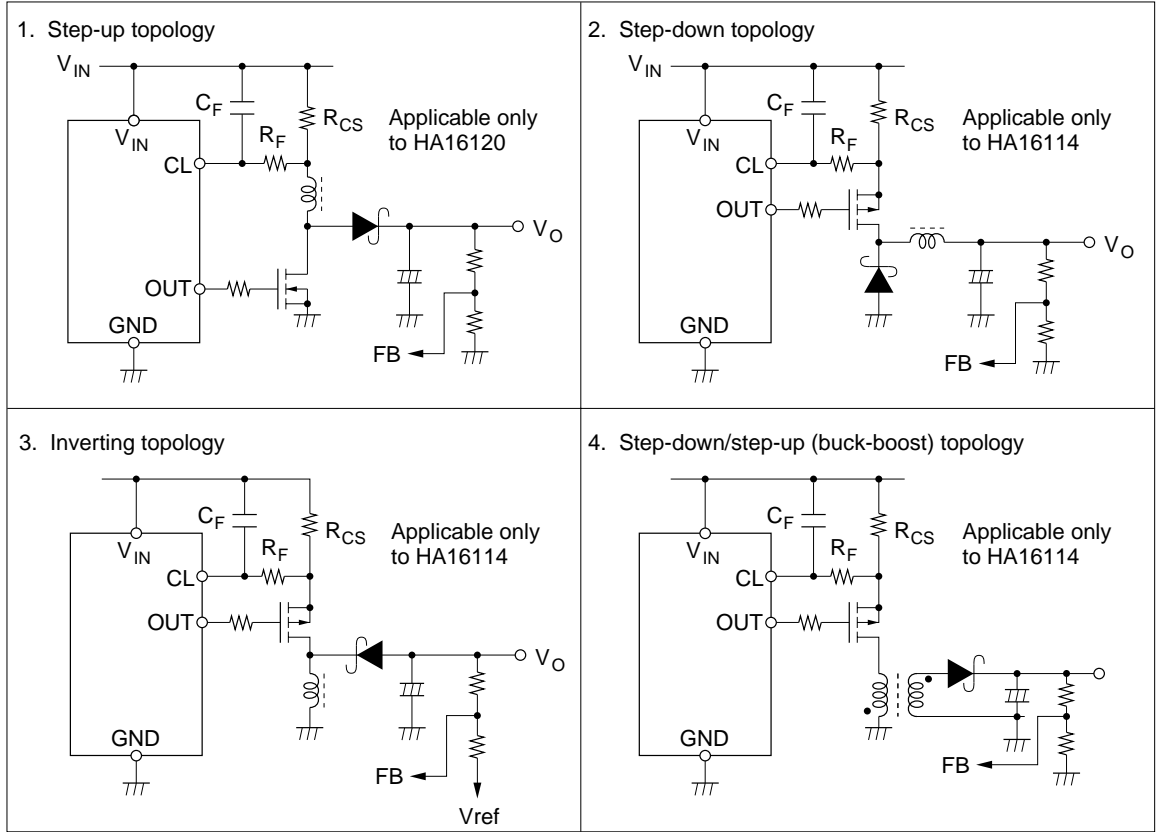 1. Step-up topology
V_IN
C_F
R_CS
Applicable only
to HA16120
V_IN
R_F
CL
V_O
OUT
GND
FB
2. Step-down topology
V_IN
C_F
R_CS
Applicable only
to HA16114
V_IN
R_F
CL
OUT
V_O
GND
FB
3. Inverting topology
C_F
R_CS
Applicable only
to HA16114
V_IN
R_F
CL
OUT
V_O
GND
FB
Vref
4. Step-down/step-up (buck-boost) topology
C_F
R_CS
Applicable only
to HA16114
V_IN
R_F
CL
OUT
GND
FB